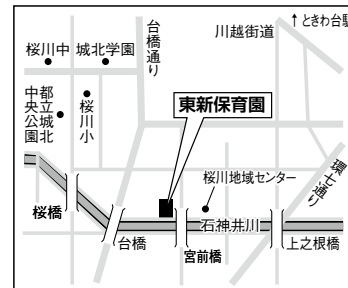 台橋通り
川越街道
↑ときわ台駅
桜川中
城北学園
都立城北
中央公園
桜川小
東新保育園
桜川地域センター
環七通り
桜橋
石神井川
台橋
宮前橋
上之根橋